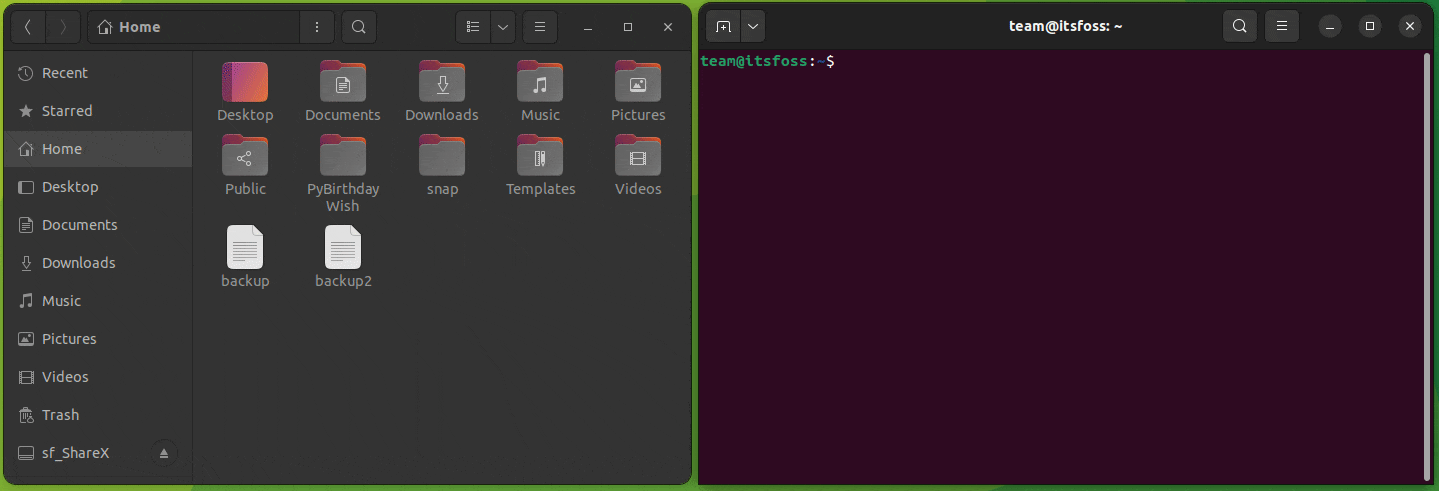 Home
team@itsfoss: ~
Recent
Starred
Home
Desktop
Documents
Downloads
Music
Pictures
Videos
Trash
sf_ShareX
Desktop
Documents
Downloads
Music
Pictures
Public
PyBirthday
Wish
snap
Templates
Videos
backup
backup2
team@itsfoss:~$